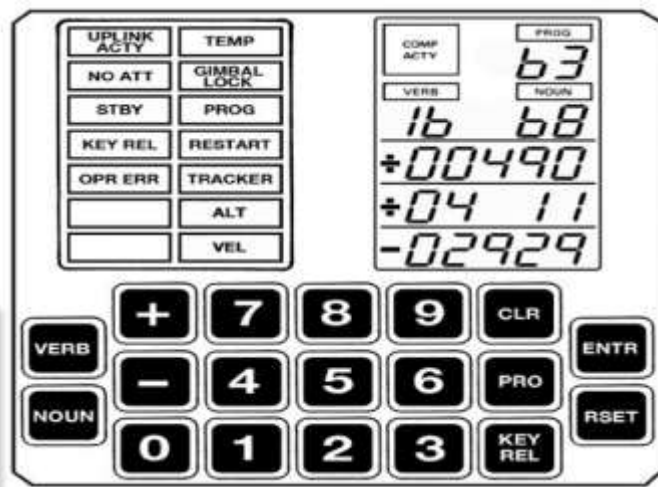 UPLINK ACTY
TEMP
NO ATT
GIMBAL LOCK
STBY
PROG
KEY REL
RESTART
OPR ERR
TRACKER
ALT
VEL
COMP ACTY
PROG
63
VERB
NOUN
16
68
+00490
+04 11
-02929
VERB
NOUN
+
7
8
9
CLR
-
4
5
6
PRO
0
1
2
3
KEY REL
ENTR
RSET